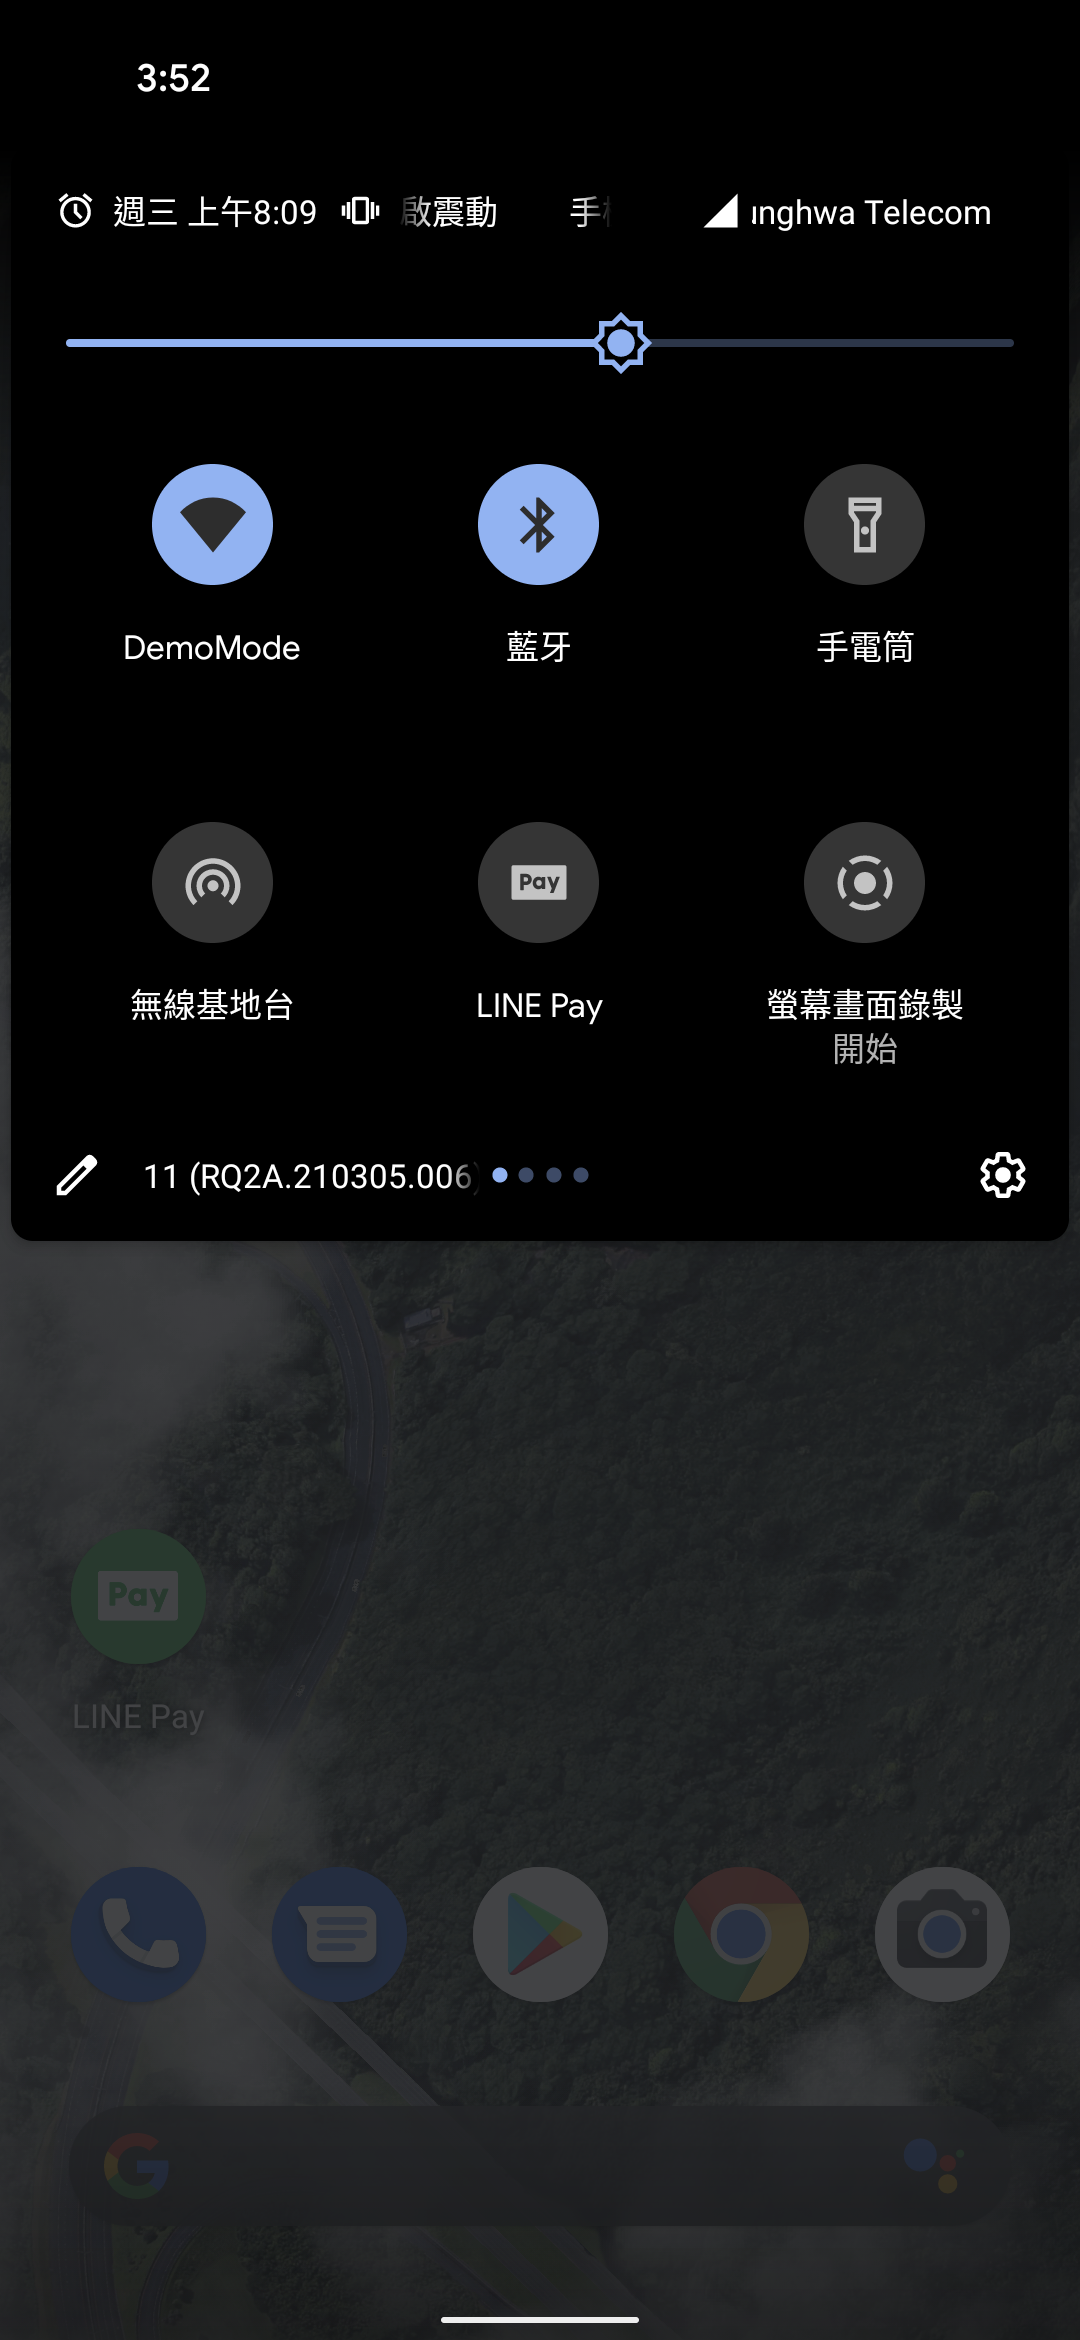 3:52
週三 上午8:09 啟震動 手 unghwa Telecom
DemoMode 藍牙 手電筒
無線基地台 LINE Pay 螢幕畫面錄製
開始
11 (RQ2A.210305.006)
Pay
Pay
LINE Pay